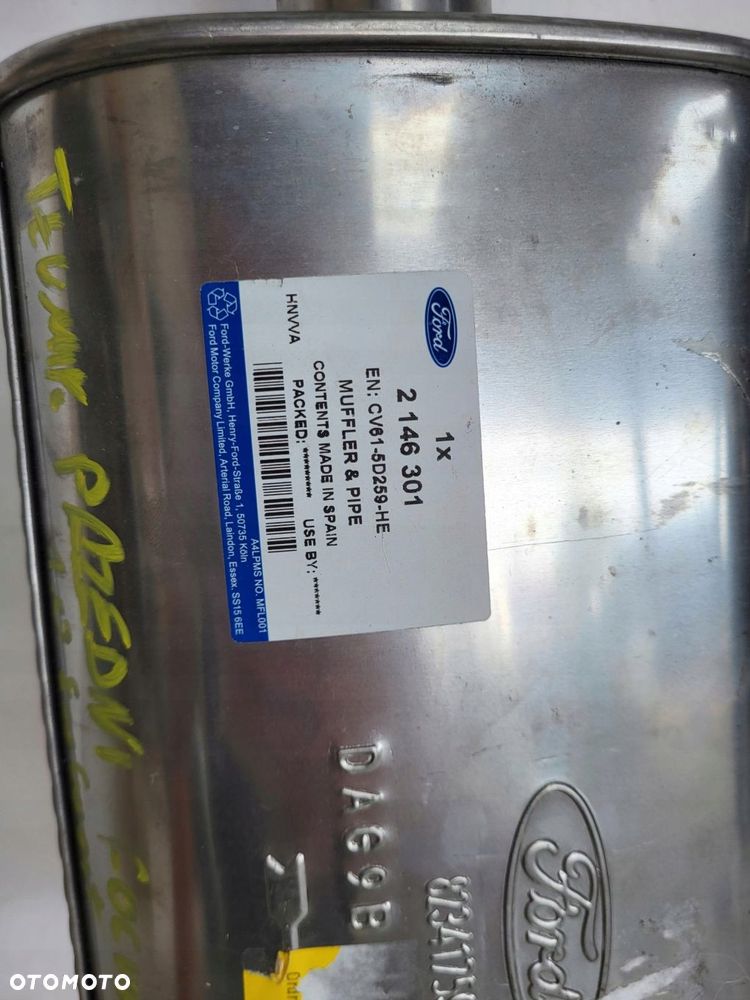 Ford
1x
2 146 301
EN: CV61-5D259-HE
MUFFLER & PIPE
CONTENTS MADE IN SPAIN
PACKED: ********* USE BY: *******
HNVVA
A4LPMS NO. MFL001
Ford-Werke GmbH, Henry-Ford-Straße 1, 50735 Köln
Ford Motor Company Limited, Arterial Road, Laindon, Essex, SS15 6EE
TŁUMIK. PRZEDNI
Ford
OTOMOTO